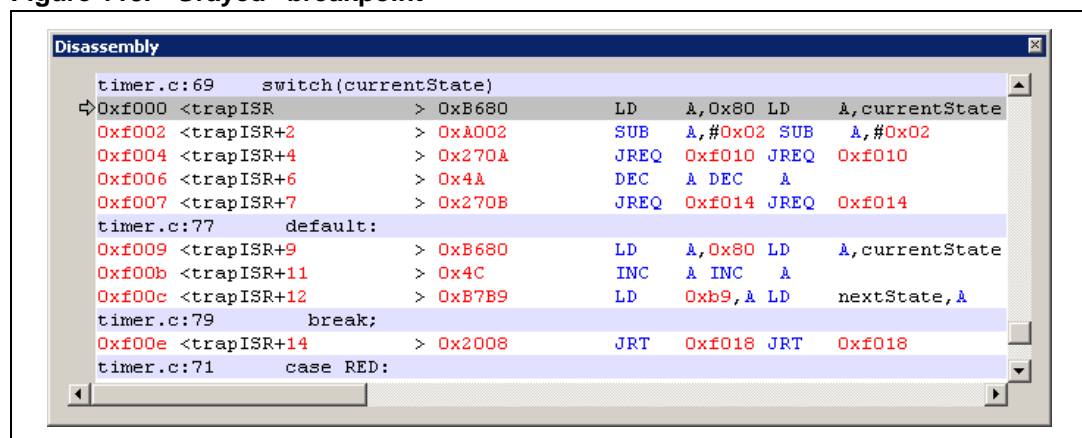 Disassembly
timer.c:69 switch(currentState)
0xf000 <trapISR > 0xB680 LD A,0x80 LD A,currentState
0xf002 <trapISR+2 > 0xA002 SUB A,#0x02 SUB A,#0x02
0xf004 <trapISR+4 > 0x270A JREQ 0xf010 JREQ 0xf010
0xf006 <trapISR+6 > 0x4A DEC A DEC A
0xf007 <trapISR+7 > 0x270B JREQ 0xf014 JREQ 0xf014
timer.c:77 default:
0xf009 <trapISR+9 > 0xB680 LD A,0x80 LD A,currentState
0xf00b <trapISR+11 > 0x4C INC A INC A
0xf00c <trapISR+12 > 0xB7B9 LD 0xb9,A LD nextState,A
timer.c:79 break;
0xf00e <trapISR+14 > 0x2008 JRT 0xf018 JRT 0xf018
timer.c:71 case RED: